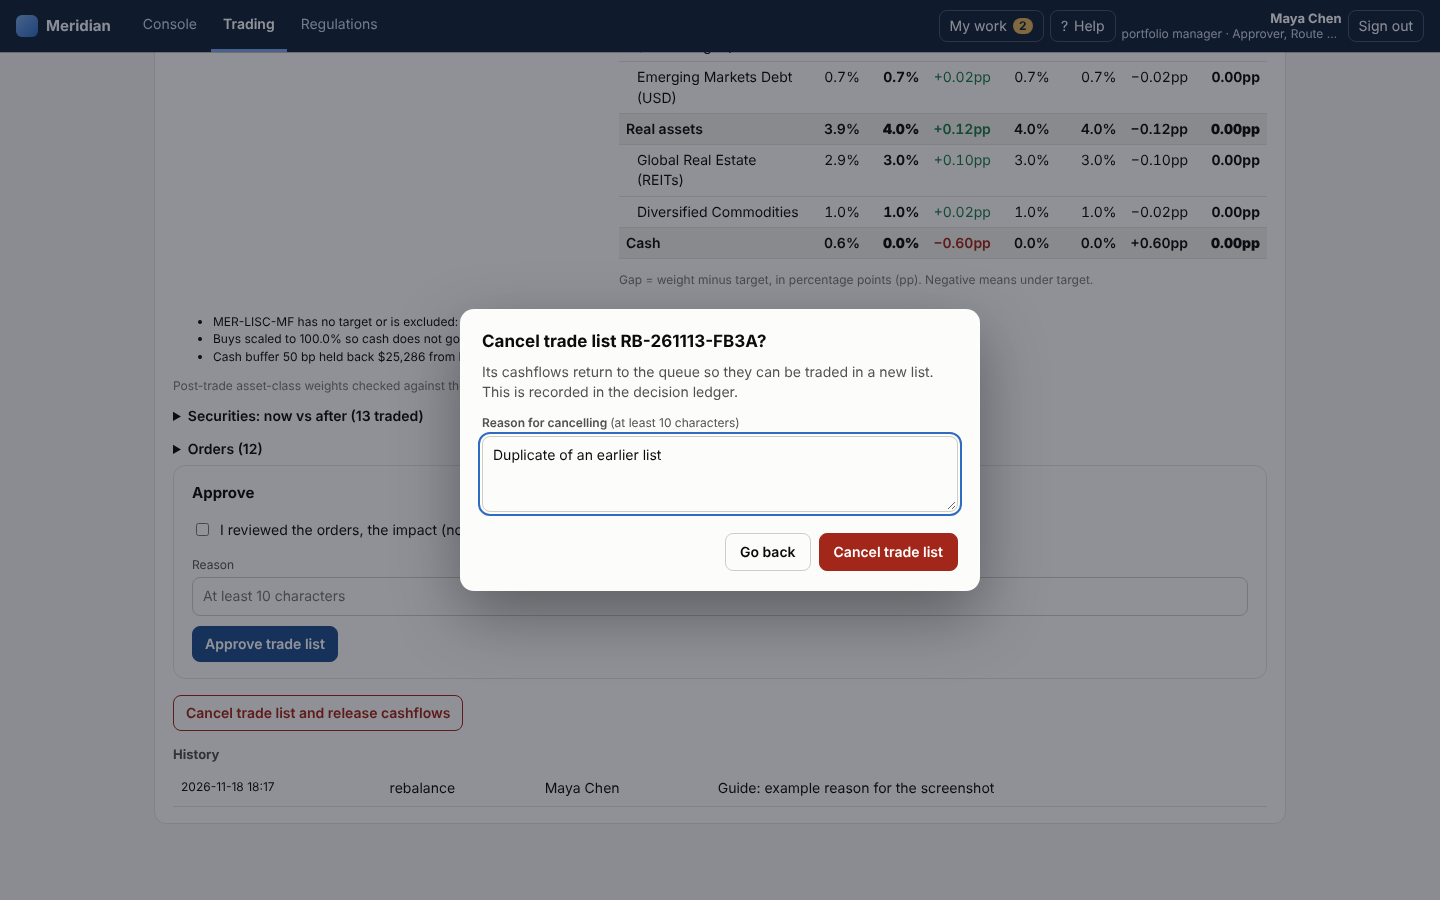 Meridian Console Trading Regulations My work 2 ? Help Maya Chen Sign out
portfolio manager · Approver, Route ...
Emerging Markets Debt (USD) 0.7% 0.7% +0.02pp 0.7% 0.7% −0.02pp 0.00pp
Real assets 3.9% 4.0% +0.12pp 4.0% 4.0% −0.12pp 0.00pp
Global Real Estate (REITs) 2.9% 3.0% +0.10pp 3.0% 3.0% −0.10pp 0.00pp
Diversified Commodities 1.0% 1.0% +0.02pp 1.0% 1.0% −0.02pp 0.00pp
Cash 0.6% 0.0% −0.60pp 0.0% 0.0% +0.60pp 0.00pp
Gap = weight minus target, in percentage points (pp). Negative means under target.
MER-LISC-MF has no target or is excluded:
Buys scaled to 100.0% so cash does not go
Cash buffer 50 bp held back $25,286 from
Post-trade asset-class weights checked against th
Securities: now vs after (13 traded)
Orders (12)
Cancel trade list RB-261113-FB3A?
Its cashflows return to the queue so they can be traded in a new list.
This is recorded in the decision ledger.
Reason for cancelling (at least 10 characters)
Duplicate of an earlier list
Go back Cancel trade list
Approve
I reviewed the orders, the impact (no
Reason
At least 10 characters
Approve trade list
Cancel trade list and release cashflows
History
2026-11-18 18:17 rebalance Maya Chen Guide: example reason for the screenshot